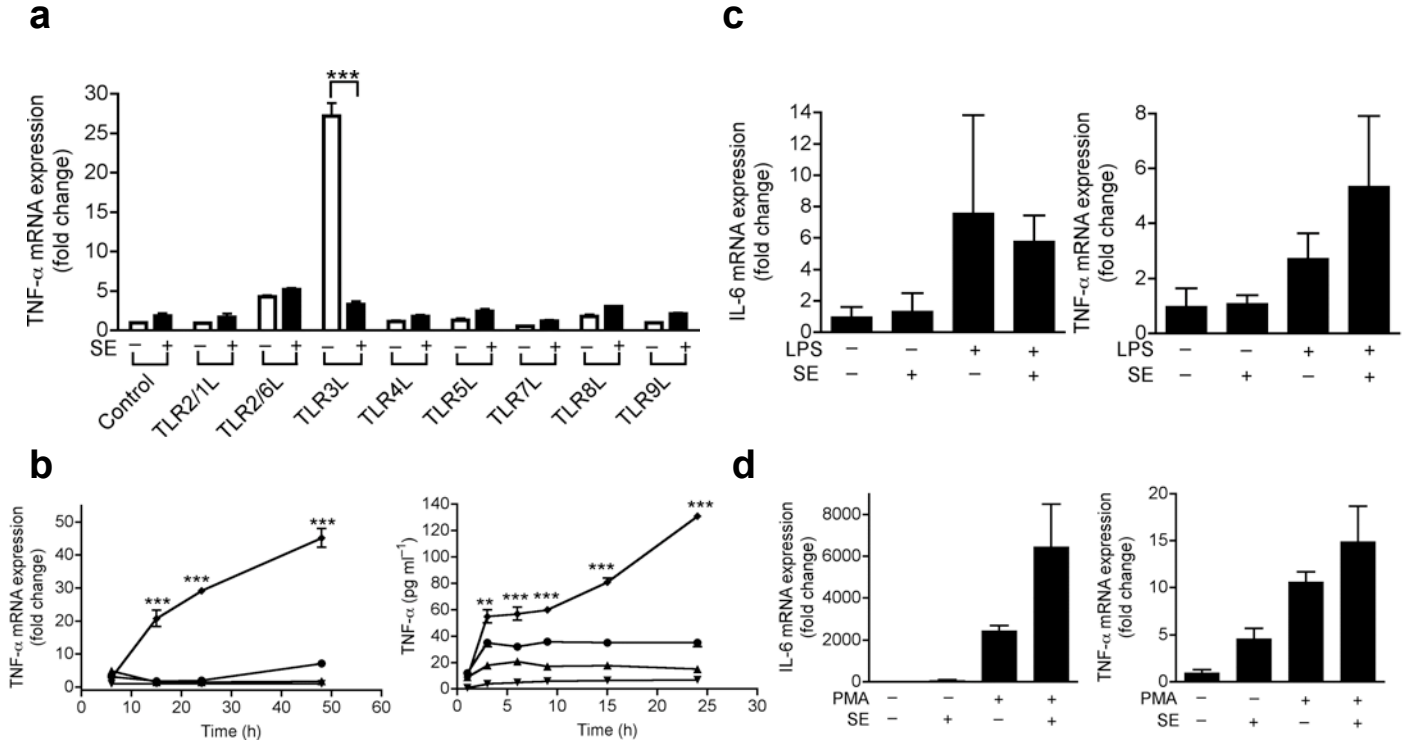 a
TNF-α mRNA expression
(fold change)
30
25
20
15
10
5
0
***
SE – + – + – + – + – + – + – + – + – +
Control TLR2/1L TLR2/6L TLR3L TLR4L TLR5L TLR7L TLR8L TLR9L
b
TNF-α mRNA expression
(fold change)
50
40
30
20
10
0
*** *** ***
0 10 20 30 40 50 60
Time (h)
TNF-α (pg ml⁻¹)
140
120
100
80
60
40
20
0
** *** *** *** ***
0 5 10 15 20 25 30
Time (h)
c
IL-6 mRNA expression
(fold change)
14
12
10
8
6
4
2
0
LPS – – + +
SE – + – +
TNF-α mRNA expression
(fold change)
8
6
4
2
0
LPS – – + +
SE – + – +
d
IL-6 mRNA expression
(fold change)
8000
6000
4000
2000
0
PMA – – + +
SE – + – +
TNF-α mRNA expression
(fold change)
20
15
10
5
0
PMA – – + +
SE – + – +